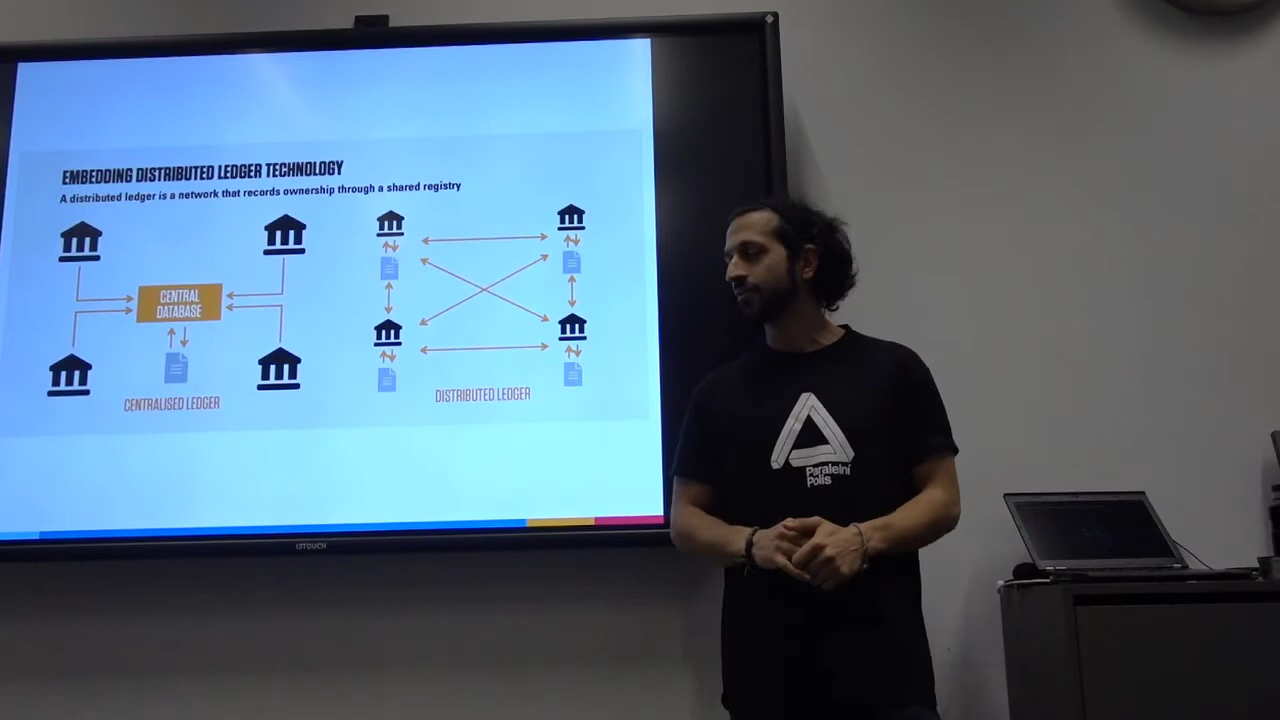 EMBEDDING DISTRIBUTED LEDGER TECHNOLOGY
A distributed ledger is a network that records ownership through a shared registry
CENTRAL
DATABASE
CENTRALISED LEDGER
DISTRIBUTED LEDGER
i3TOUCH
Paralelní
Polis